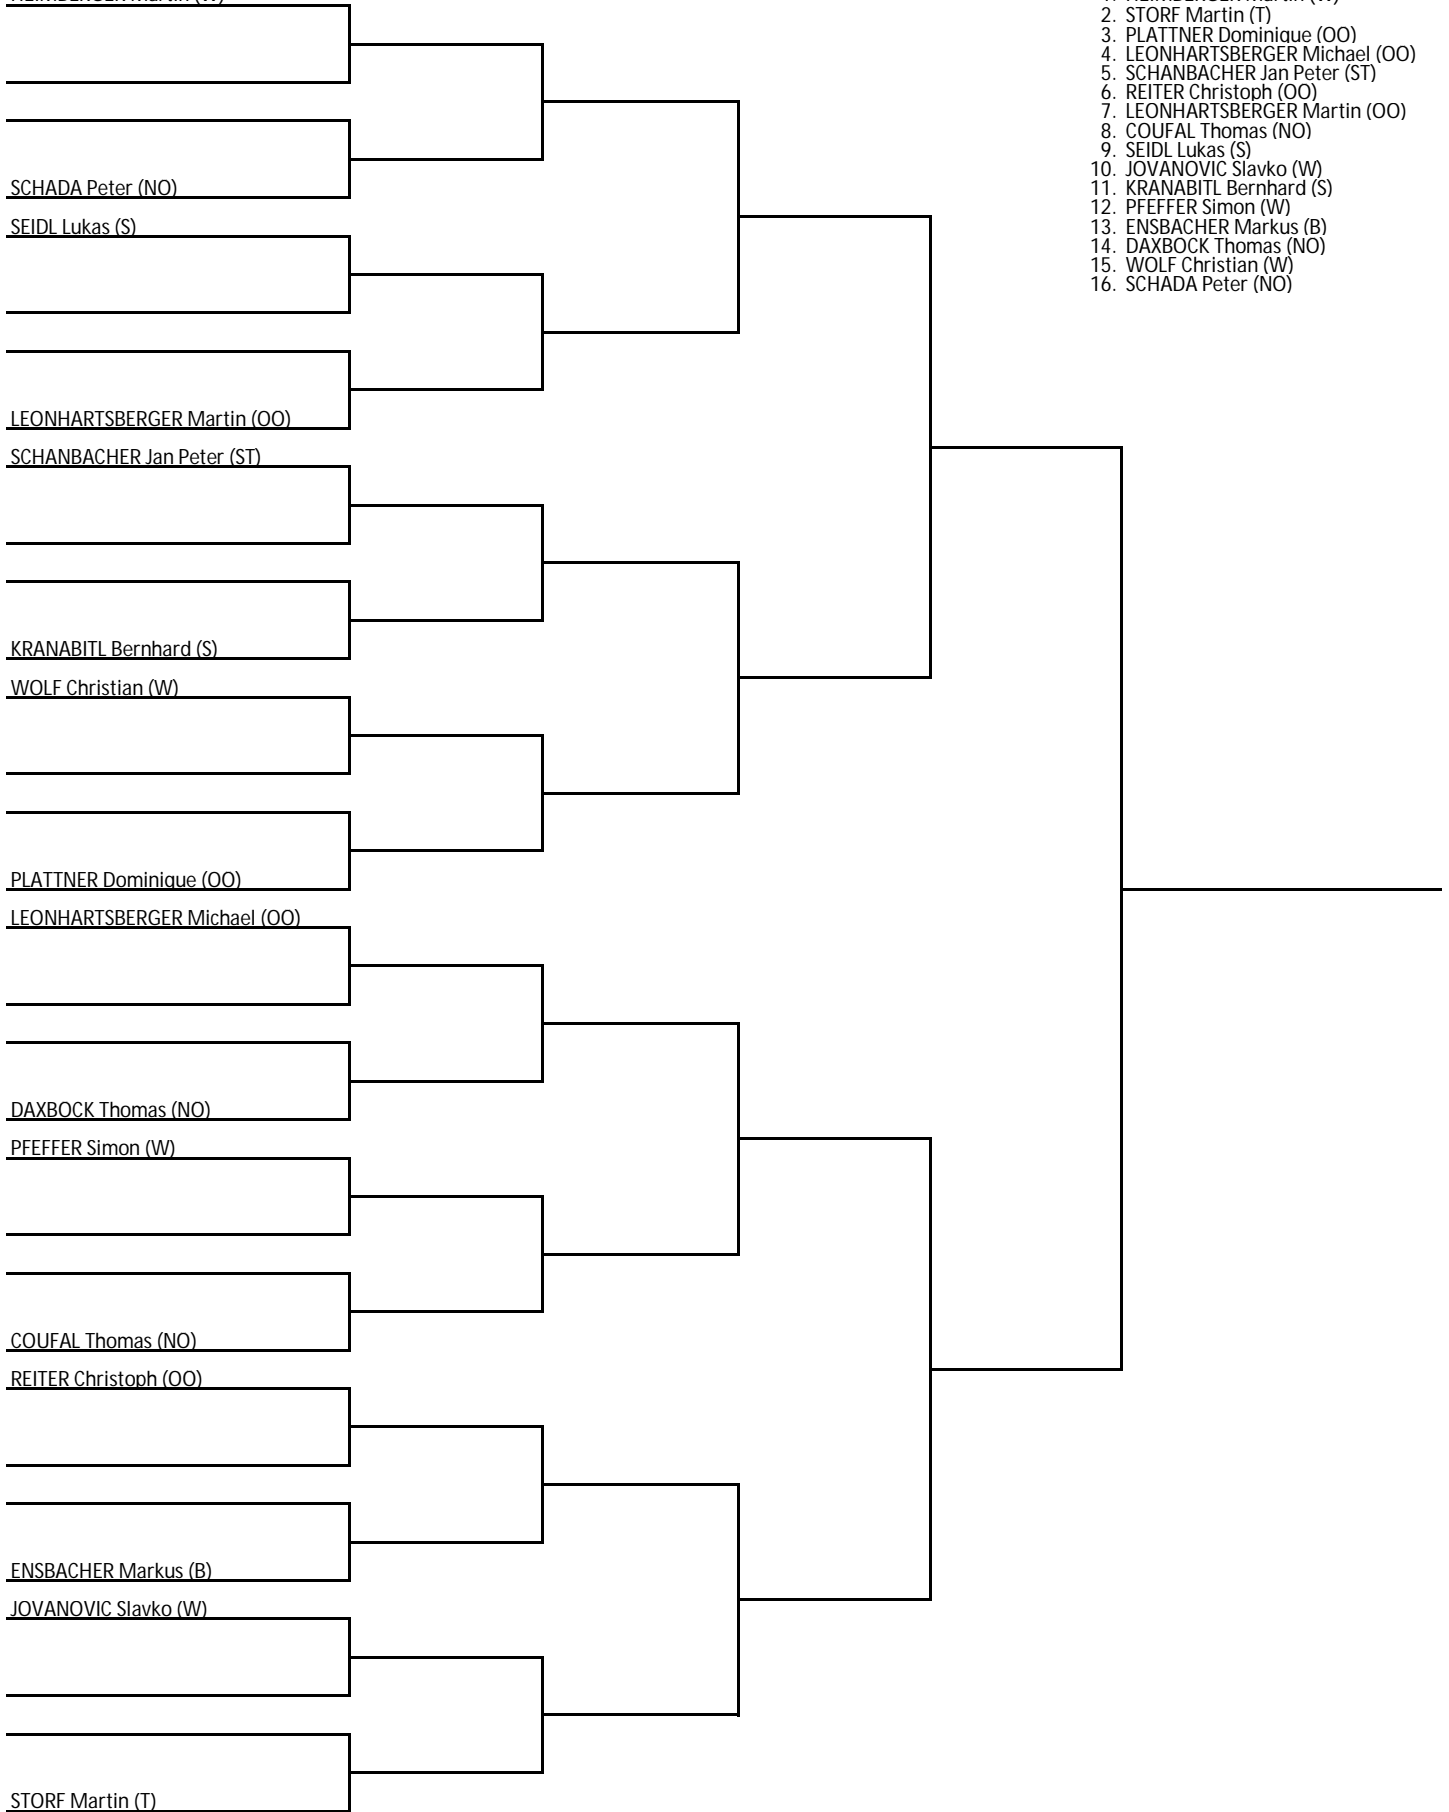 2. STORF Martin (T)
3. PLATTNER Dominique (OO)
4. LEONHARTSBERGER Michael (OO)
5. SCHANBACHER Jan Peter (ST)
6. REITER Christoph (OO)
7. LEONHARTSBERGER Martin (OO)
8. COUFAL Thomas (NO)
9. SEIDL Lukas (S)
10. JOVANOVIC Slavko (W)
11. KRANABITL Bernhard (S)
12. PFEFFER Simon (W)
13. ENSBACHER Markus (B)
14. DAXBOCK Thomas (NO)
15. WOLF Christian (W)
16. SCHADA Peter (NO)
SCHADA Peter (NO)
SEIDL Lukas (S)
LEONHARTSBERGER Martin (OO)
SCHANBACHER Jan Peter (ST)
KRANABITL Bernhard (S)
WOLF Christian (W)
PLATTNER Dominique (OO)
LEONHARTSBERGER Michael (OO)
DAXBOCK Thomas (NO)
PFEFFER Simon (W)
COUFAL Thomas (NO)
REITER Christoph (OO)
ENSBACHER Markus (B)
JOVANOVIC Slavko (W)
STORF Martin (T)